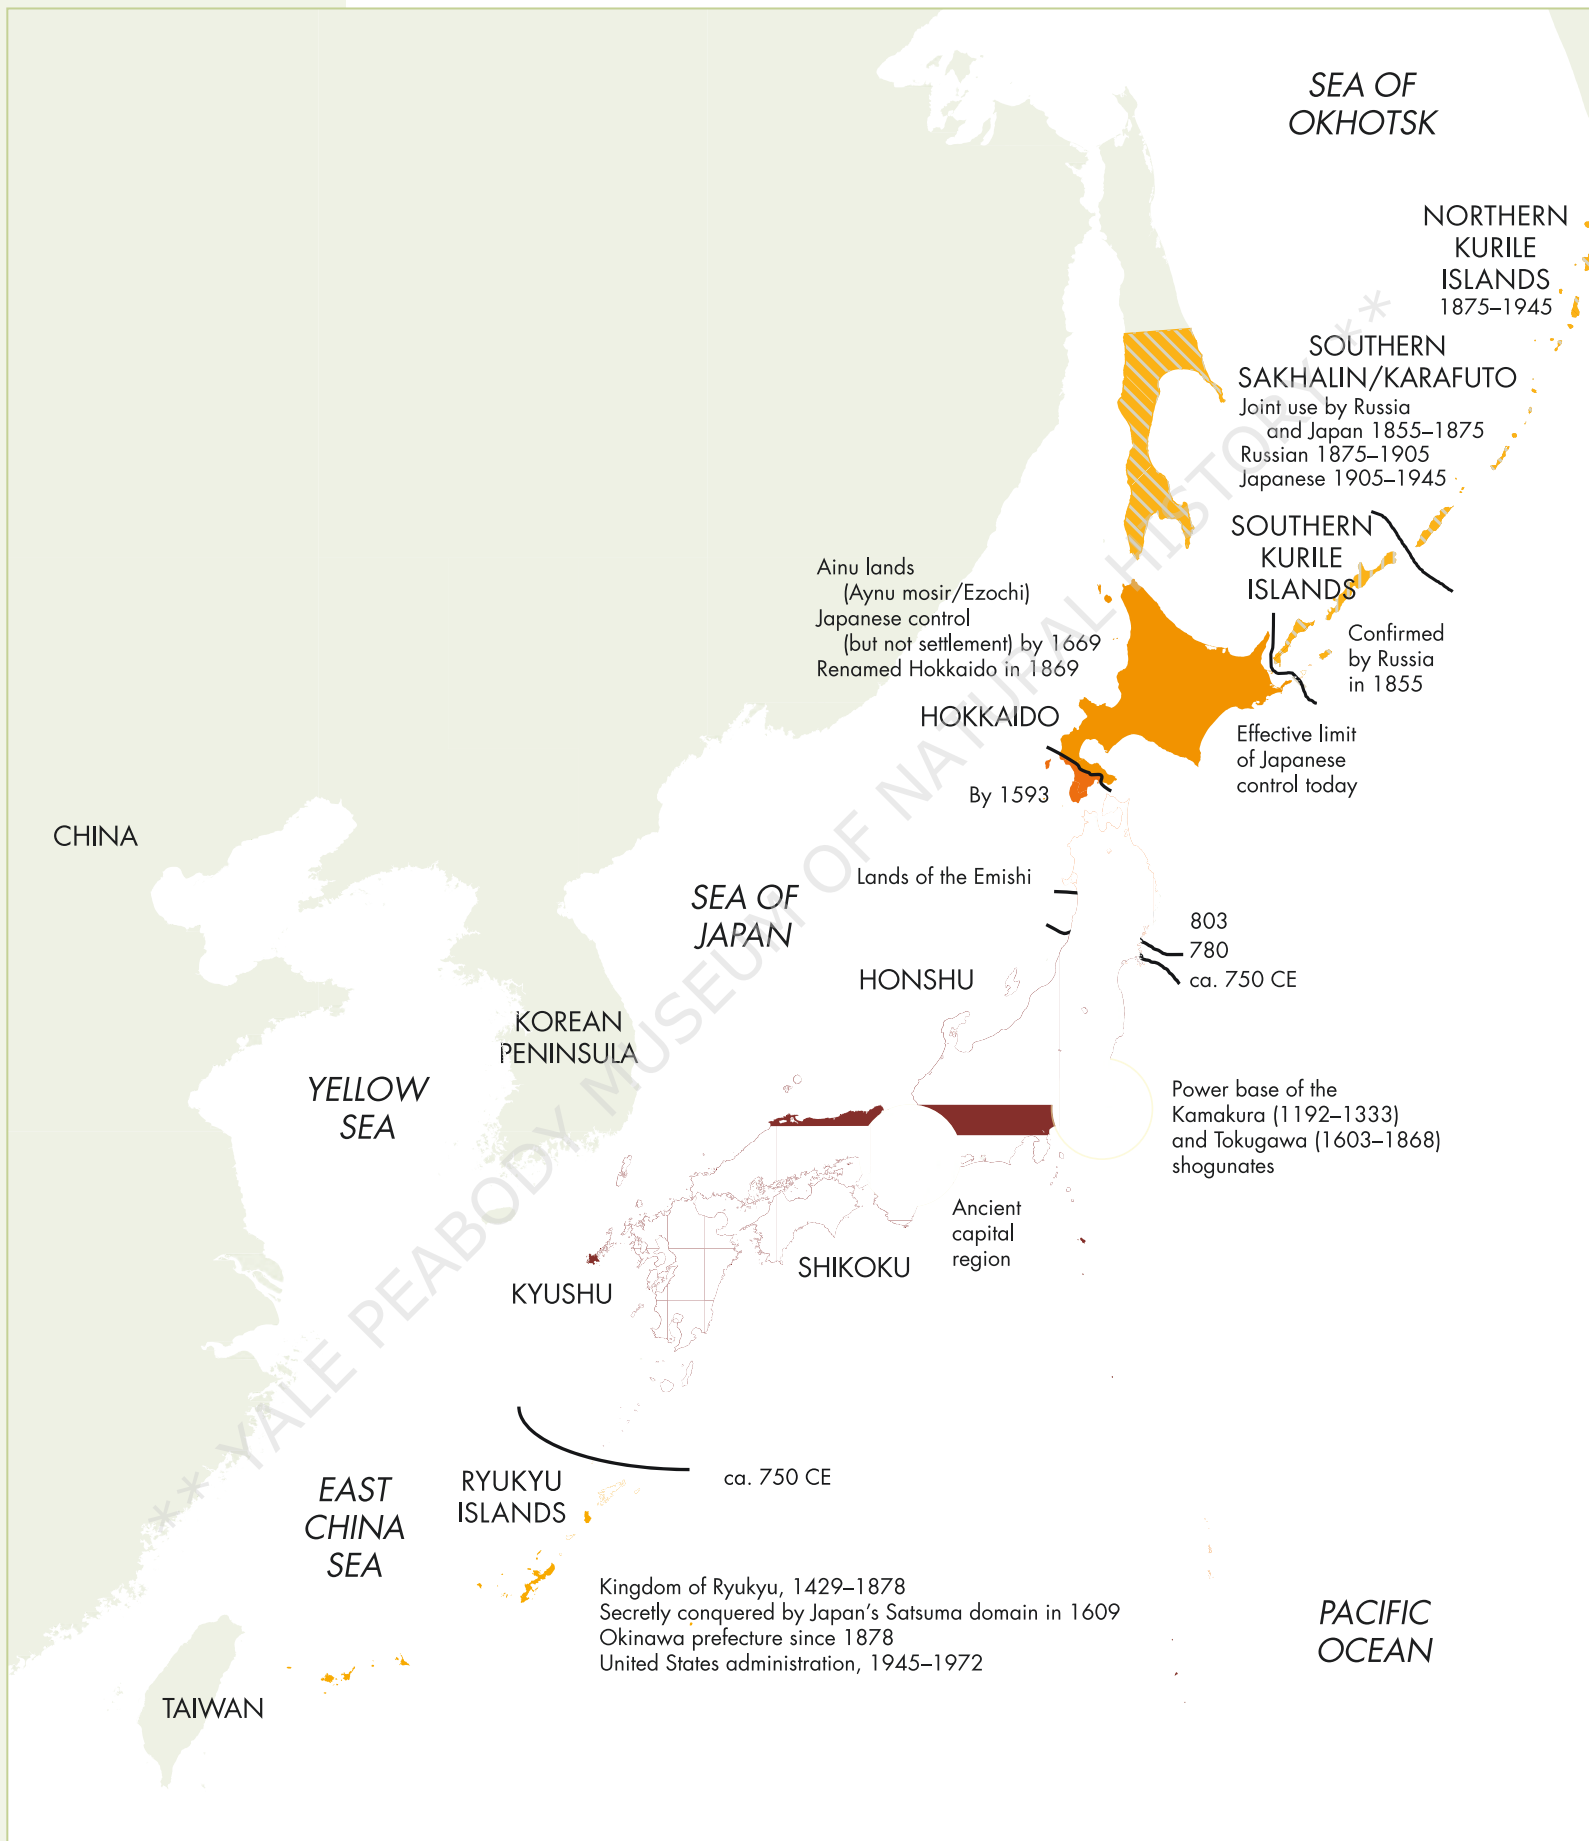 SEA OF
OKHOTSK
NORTHERN
KURILE
ISLANDS
1875–1945
SOUTHERN
SAKHALIN/KARAFUTO
Joint use by Russia
and Japan 1855–1875
Russian 1875–1905
Japanese 1905–1945
SOUTHERN
KURILE
ISLANDS
Ainu lands
(Aynu mosir/Ezochi)
Japanese control
(but not settlement) by 1669
Renamed Hokkaido in 1869
Confirmed
by Russia
in 1855
HOKKAIDO
Effective limit
of Japanese
control today
By 1593
CHINA
Lands of the Emishi
SEA OF
JAPAN
803
780
ca. 750 CE
HONSHU
KOREAN
PENINSULA
YELLOW
SEA
Power base of the
Kamakura (1192–1333)
and Tokugawa (1603–1868)
shogunates
Ancient
capital
region
SHIKOKU
KYUSHU
ca. 750 CE
RYUKYU
ISLANDS
EAST
CHINA
SEA
Kingdom of Ryukyu, 1429–1878
Secretly conquered by Japan's Satsuma domain in 1609
Okinawa prefecture since 1878
United States administration, 1945–1972
PACIFIC
OCEAN
TAIWAN
** YALE PEABODY MUSEUM OF NATURAL HISTORY **